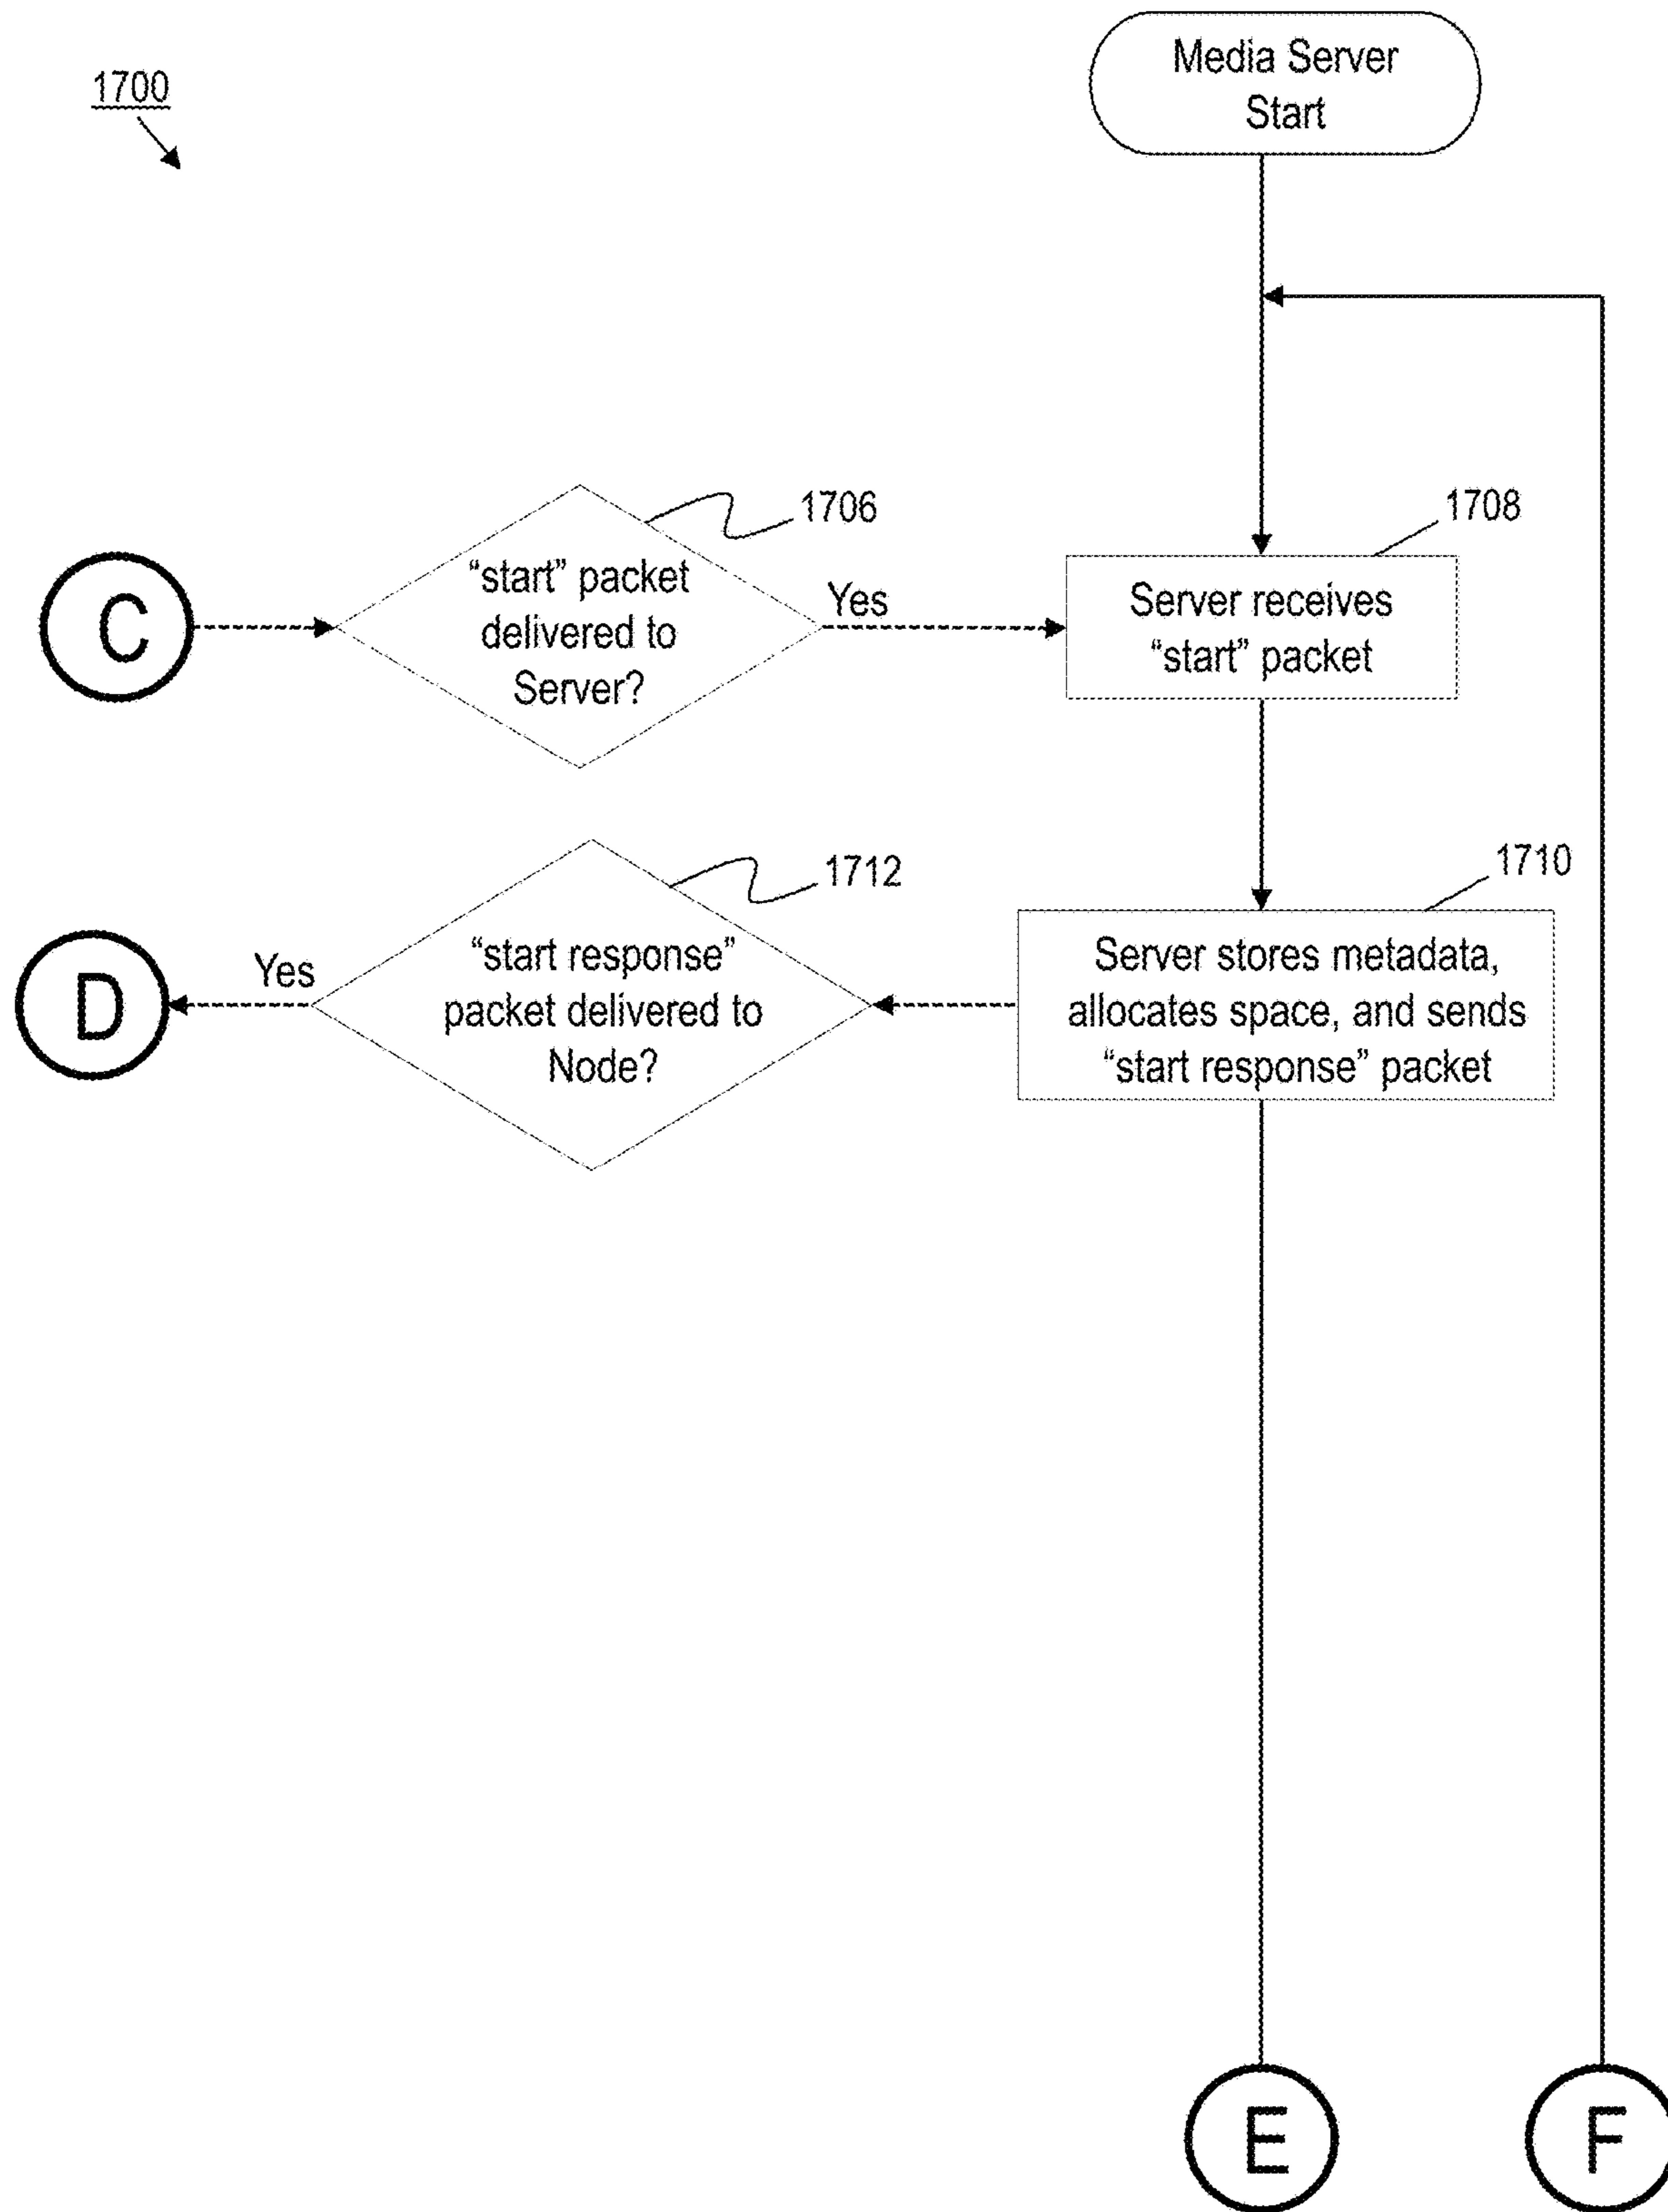 1700
Media Server
Start
1706
1708
C
“start” packet
delivered to
Server?
Yes
Server receives
“start” packet
1712
1710
D
Yes
“start response”
packet delivered to
Node?
Server stores metadata,
allocates space, and sends
“start response” packet
E
F